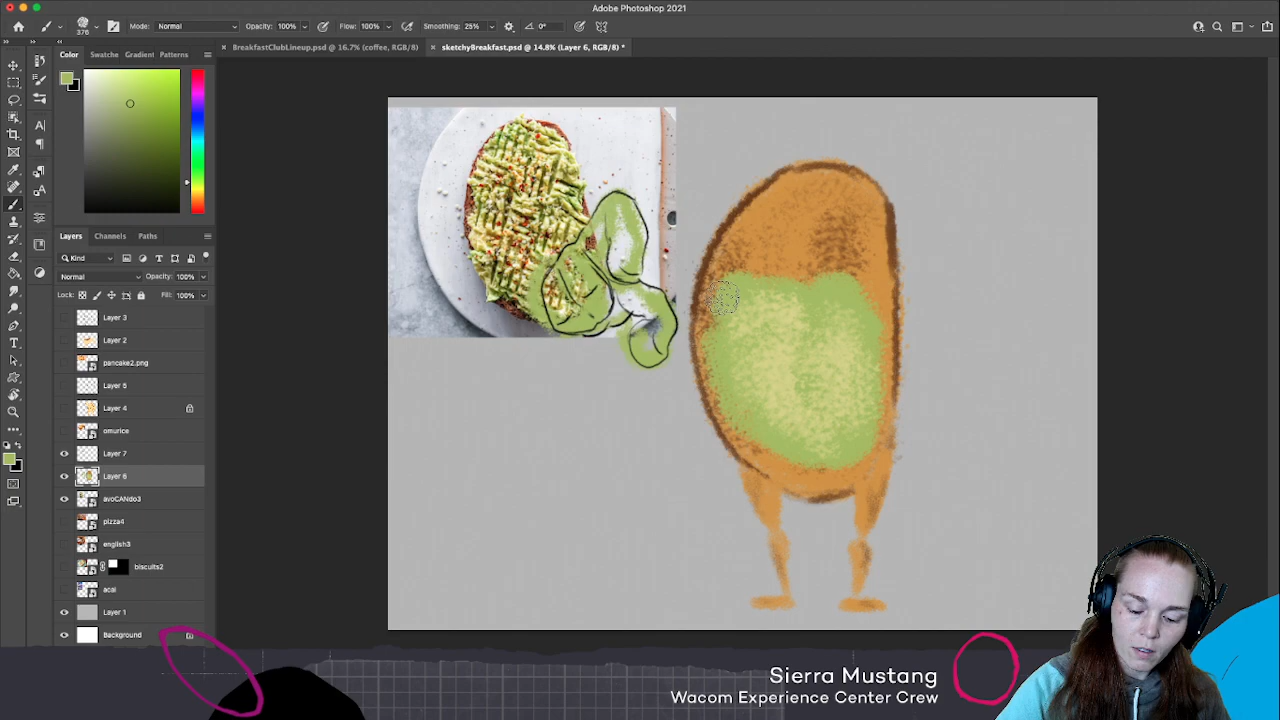 Adobe Photoshop 2021
376
Mode: Normal
Opacity: 100%
Flow: 100%
Smoothing: 25%
0°
× BreakfastClubLineup.psd @ 16.7% (coffee, RGB/8)
× sketchyBreakfast.psd @ 14.8% (Layer 6, RGB/8) *
Color Swatche Gradient Patterns
Layers Channels Paths
Kind
Normal Opacity: 100%
Lock: Fill: 100%
Layer 3
Layer 2
pancake2.png
Layer 5
Layer 4
omurice
Layer 7
Layer 6
avoCANdo3
pizza4
english3
biscuits2
acai
Layer 1
Background
Sierra Mustang
Wacom Experience Center Crew